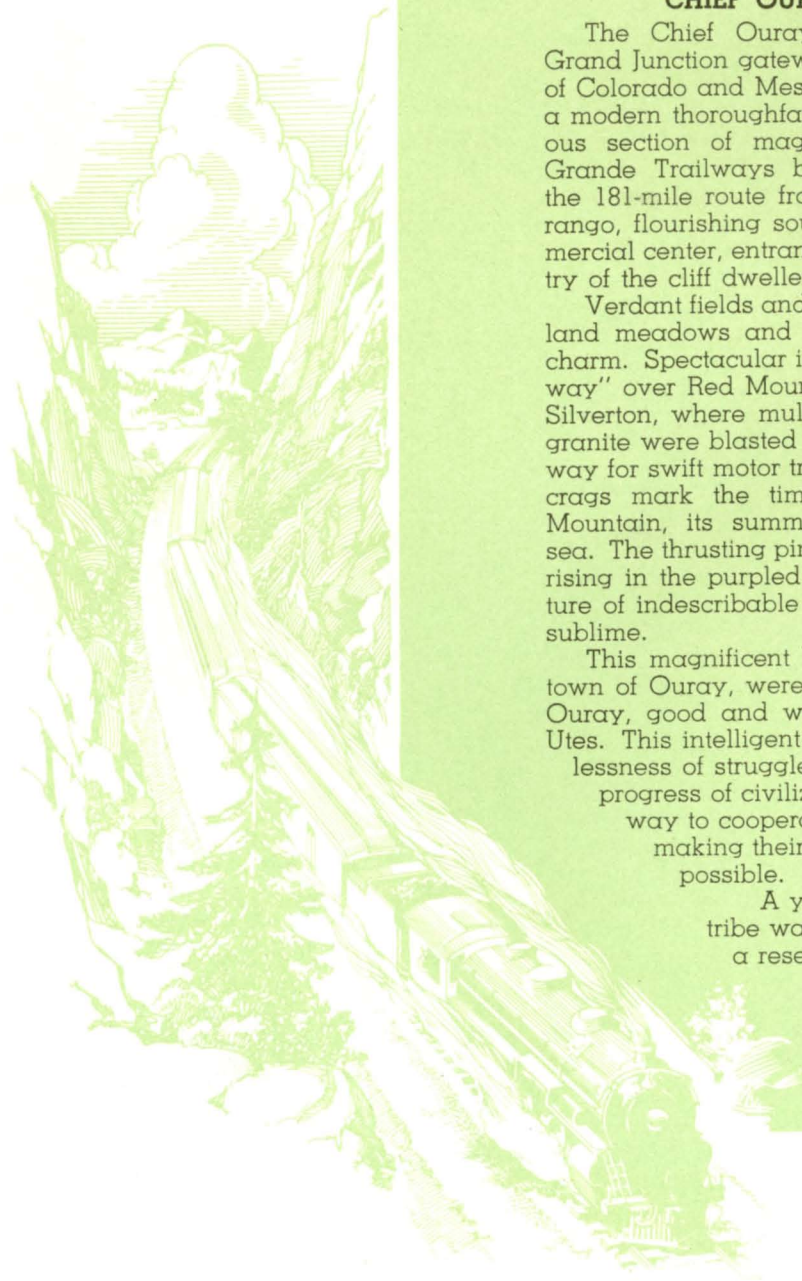 CHIEF OUR
The Chief Ouray
Grand Junction gatew
of Colorado and Mes
a modern thoroughfa
ous section of mag
Grande Trailways b
the 181-mile route fro
rango, flourishing sou
mercial center, entran
try of the cliff dwelle
Verdant fields and
land meadows and
charm. Spectacular i
way" over Red Moun
Silverton, where mul
granite were blasted
way for swift motor tr
crags mark the tim
Mountain, its summ
sea. The thrusting pin
rising in the purpled
ture of indescribable
sublime.
This magnificent
town of Ouray, were
Ouray, good and w
Utes. This intelligent
lessness of struggle
progress of civiliz
way to coopera
making their
possible.
A y
tribe wa
a rese